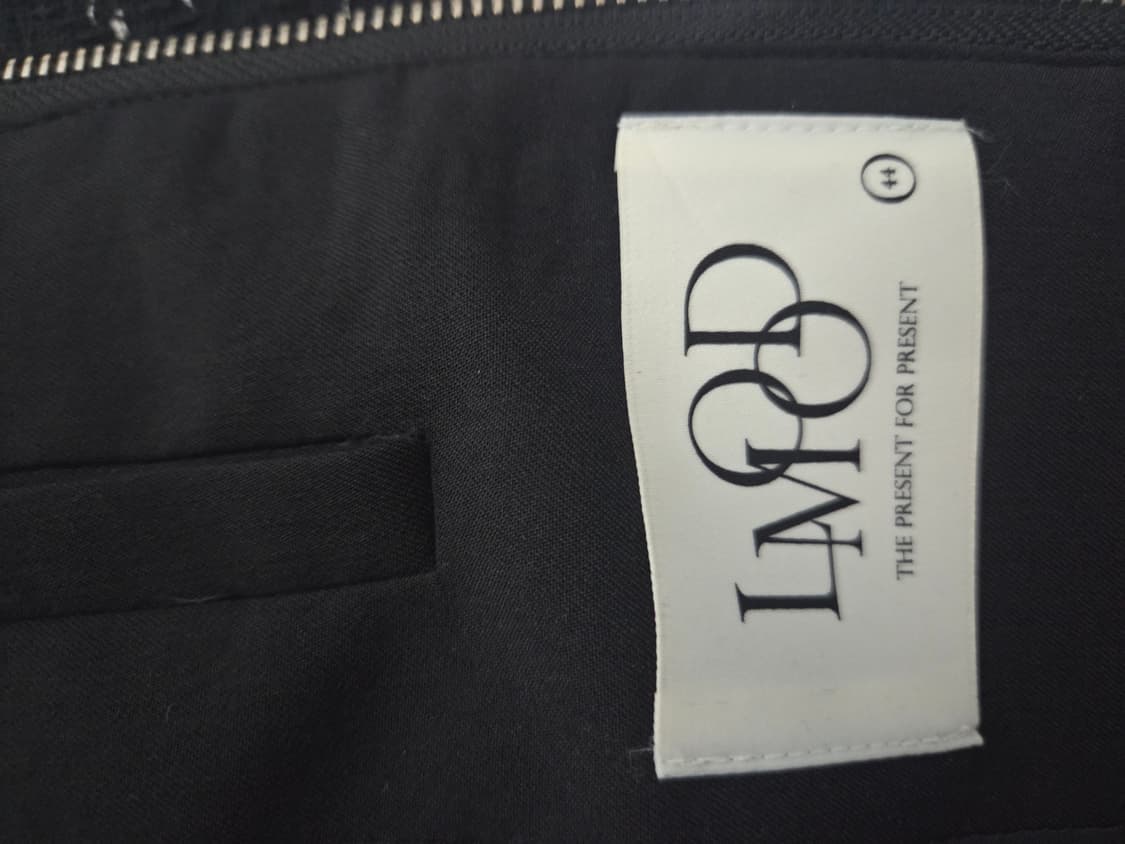 LMOOD
THE PRESENT FOR PRESENT
44